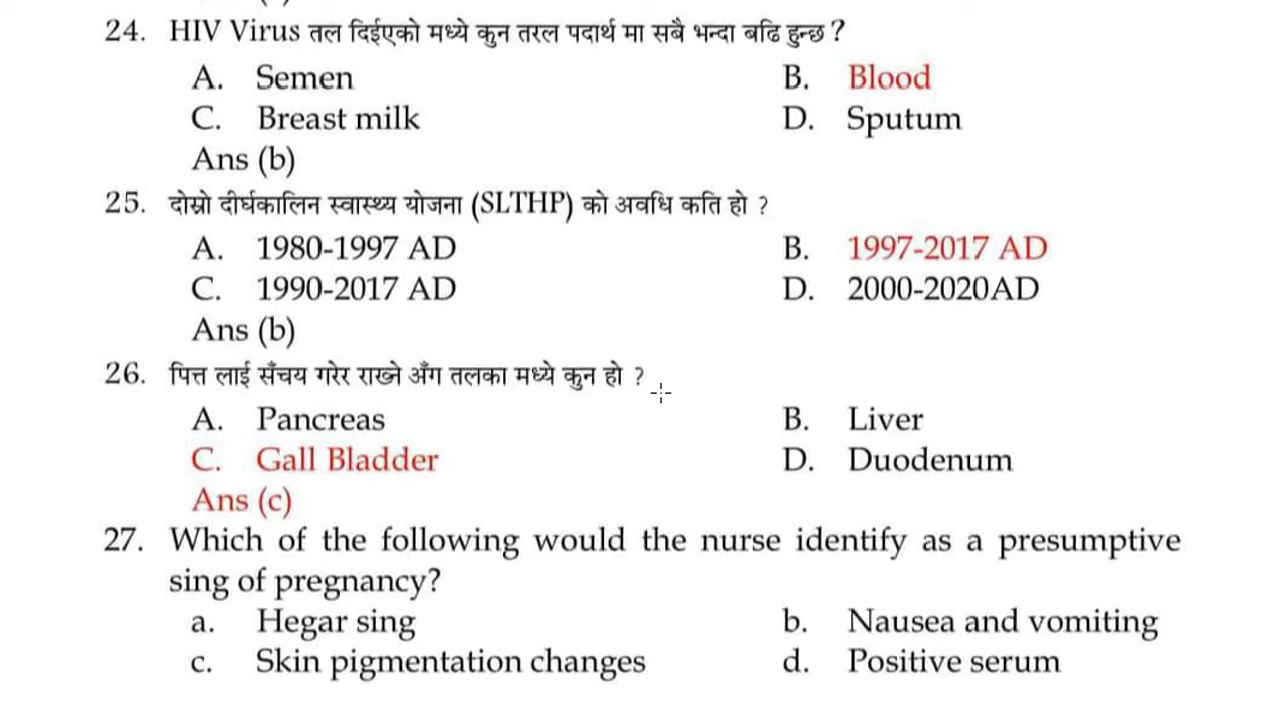 24. HIV Virus तल दिईएको मध्ये कुन तरल पदार्थ मा सबै भन्दा बढि हुन्छ ?
A. Semen B. Blood
C. Breast milk D. Sputum
Ans (b)
25. दोस्रो दीर्घकालिन स्वास्थ्य योजना (SLTHP) को अवधि कति हो ?
A. 1980-1997 AD B. 1997-2017 AD
C. 1990-2017 AD D. 2000-2020AD
Ans (b)
26. पित्त लाई सँचय गरेर राख्ने अँग तलका मध्ये कुन हो ?
A. Pancreas B. Liver
C. Gall Bladder D. Duodenum
Ans (c)
27. Which of the following would the nurse identify as a presumptive
sing of pregnancy?
a. Hegar sing b. Nausea and vomiting
c. Skin pigmentation changes d. Positive serum